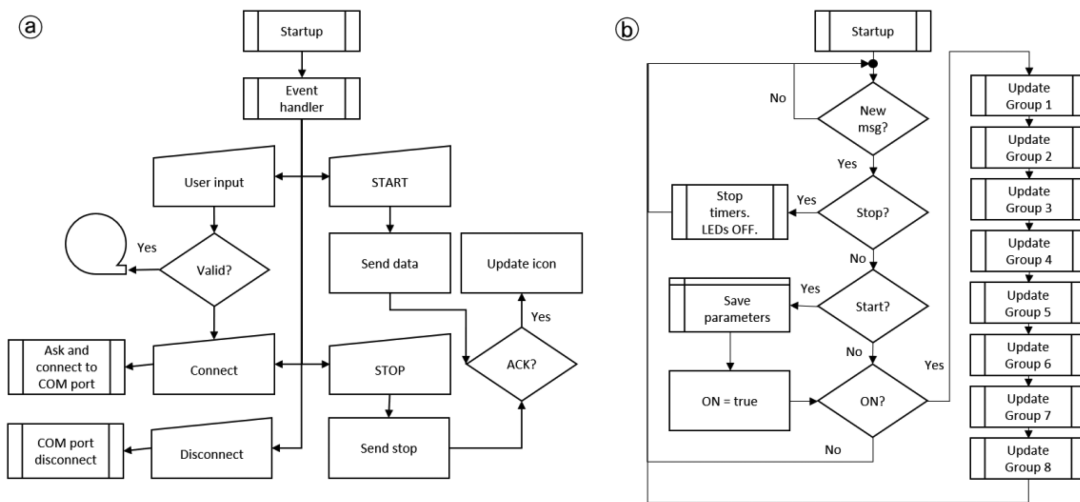 a
Startup
Event
handler
User input
START
Yes
Valid?
Send data
Update icon
Yes
Ask and
connect to
COM port
Connect
STOP
ACK?
COM port
disconnect
Disconnect
Send stop
b
Startup
No
New
msg?
Yes
Stop
timers.
LEDs OFF.
Yes
Stop?
No
Save
parameters
Yes
Start?
No
ON = true
ON?
Yes
No
Update
Group 1
Update
Group 2
Update
Group 3
Update
Group 4
Update
Group 5
Update
Group 6
Update
Group 7
Update
Group 8